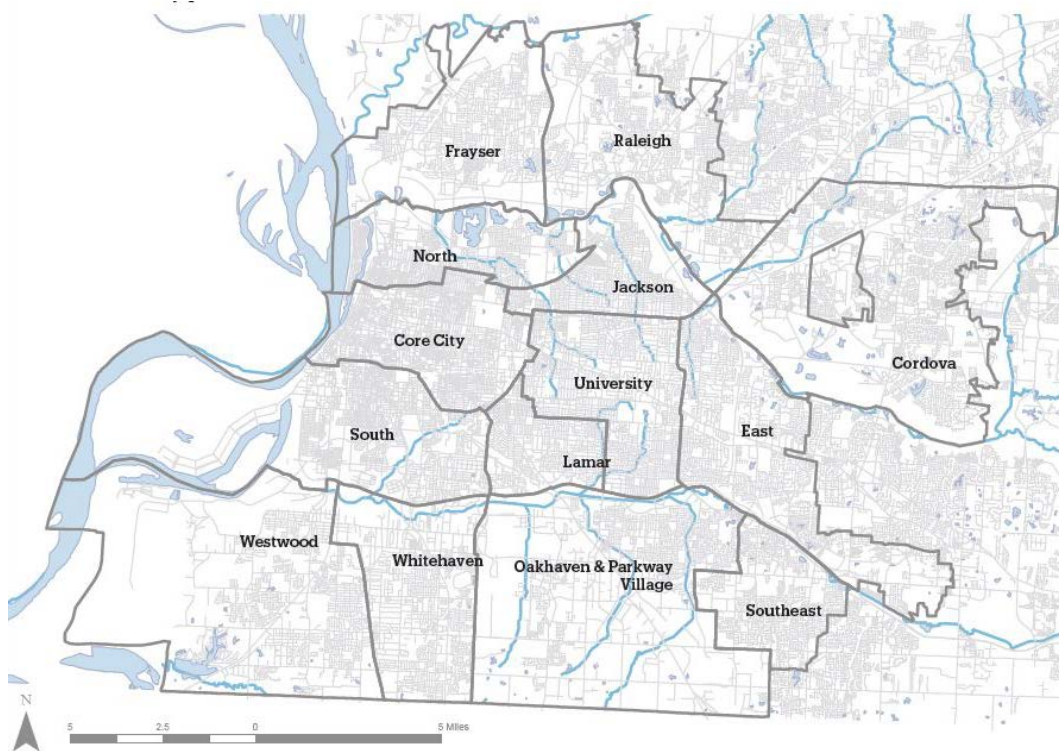 Frayser
Raleigh
North
Jackson
Core City
Cordova
University
South
East
Lamar
Westwood
Whitehaven
Oakhaven & Parkway
Village
Southeast
N
5 2.5 0 5 Miles